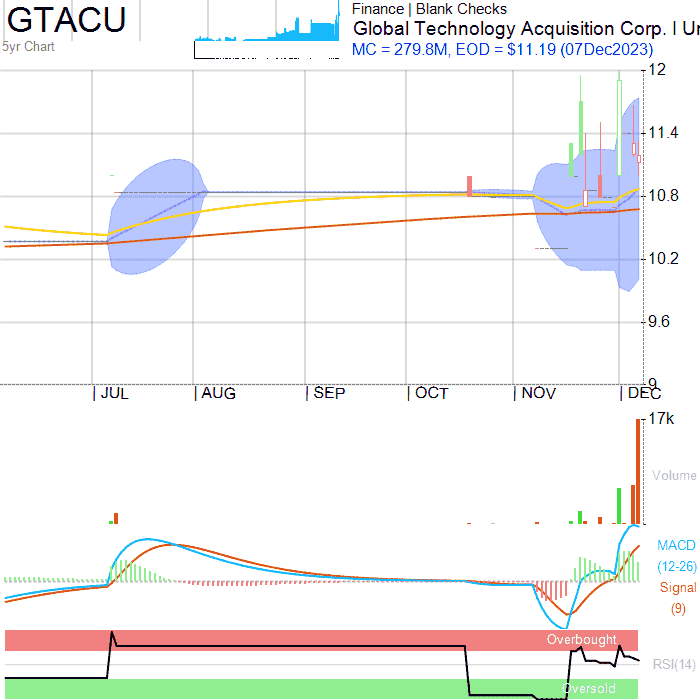 GTACU
5yr Chart
Finance | Blank Checks
Global Technology Acquisition Corp. I Un
MC = 279.8M, EOD = $11.19 (07Dec2023)
12
11.4
10.8
10.2
9.6
9
JUL
AUG
SEP
OCT
NOV
DEC
17k
Volume
MACD
(12-26)
Signal
(9)
Overbought
RSI(14)
Oversold